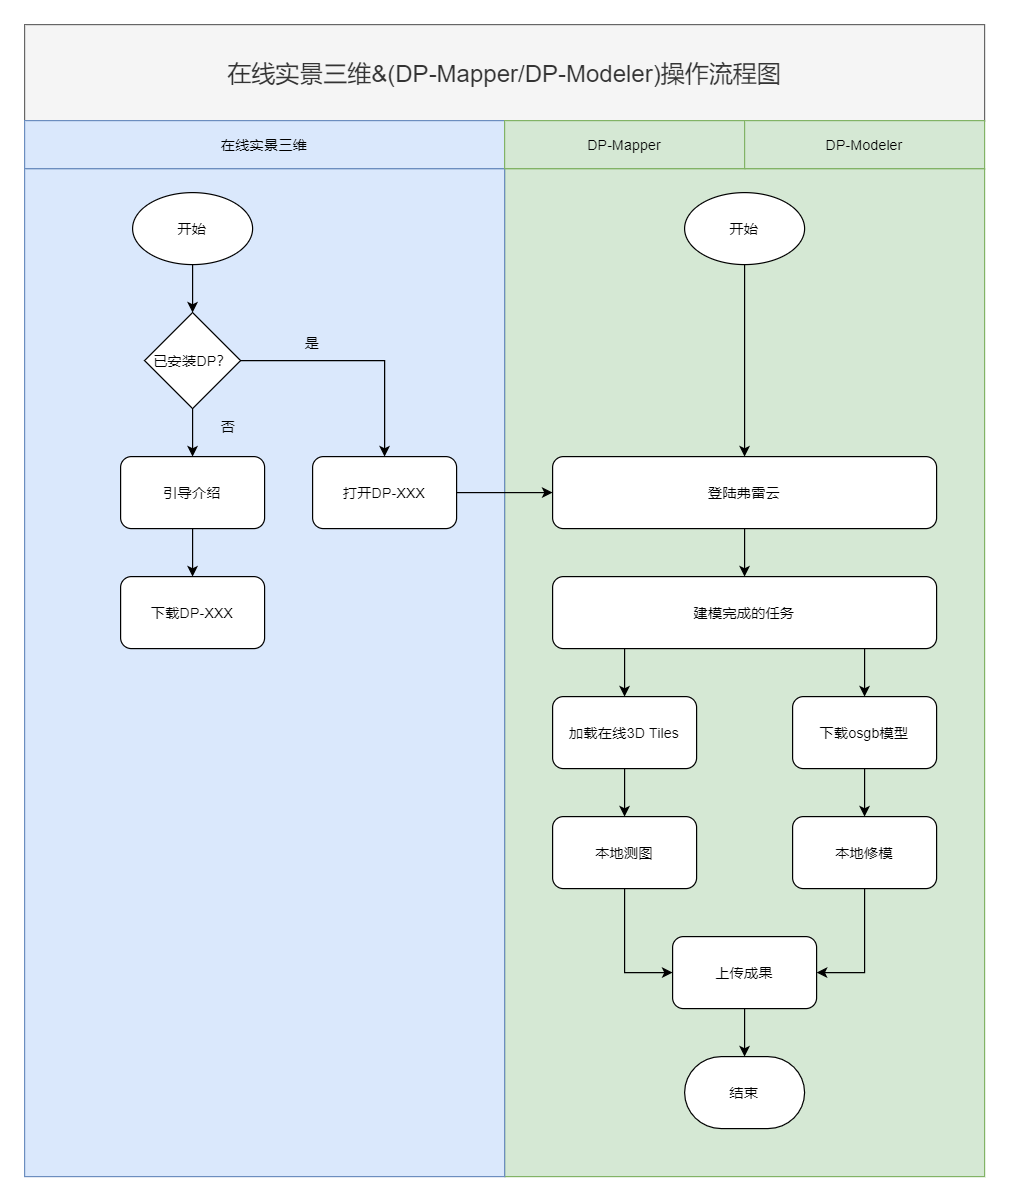 在线实景三维&(DP-Mapper/DP-Modeler)操作流程图
在线实景三维
DP-Mapper
DP-Modeler
开始
开始
是
已安装DP?
否
引导介绍
打开DP-XXX
登陆弗雷云
下载DP-XXX
建模完成的任务
加载在线3D Tiles
下载osgb模型
本地测图
本地修模
上传成果
结束